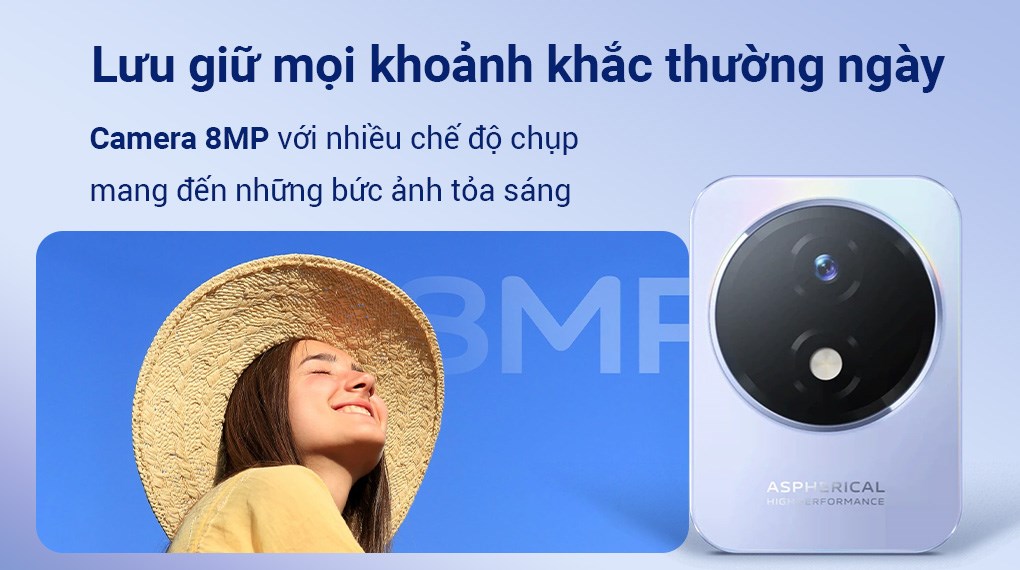 Lưu giữ mọi khoảnh khắc thường ngày
Camera 8MP với nhiều chế độ chụp
mang đến những bức ảnh tỏa sáng
8MP
ASPHERICAL
HIGH PERFORMANCE